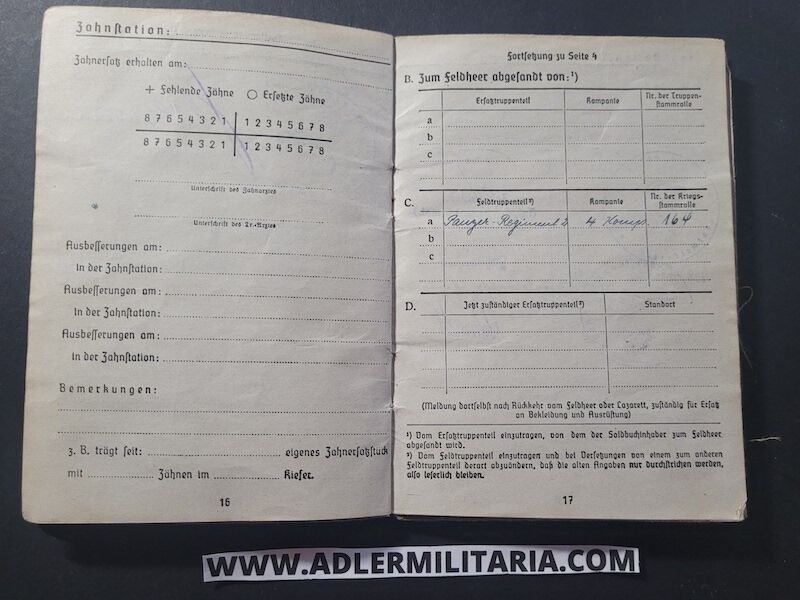 Zahnstation:
Zahnersatz erhalten am:
+ Fehlende Zähne ○ Ersetzte Zähne
8 7 6 5 4 3 2 1 | 1 2 3 4 5 6 7 8
8 7 6 5 4 3 2 1 | 1 2 3 4 5 6 7 8
Unterschrift des Zahnarztes
Unterschrift des Tr.-Arztes
Ausbesserungen am:
in der Zahnstation:
Ausbesserungen am:
in der Zahnstation:
Ausbesserungen am:
in der Zahnstation:
Bemerkungen:
z. B. trägt seit: eigenes Zahnersatzstück
mit Zähnen im Kiefer.
16
Fortsetzung zu Seite 4
B. Zum Feldheer abgesandt von:¹)
Ersatztruppenteil Kompanie Nr. der Truppen-
stammrolle
a
b
c
C. Feldtruppenteil²) Kompanie Nr. der Kriegs-
stammrolle
a Panzer-Regiment 2 4 Komp. 164
b
c
D. Jetzt zuständiger Ersatztruppenteil²) Standort
(Meldung dortselbst nach Rückkehr vom Feldheer oder Lazarett, zuständig für Ersatz
an Bekleidung und Ausrüstung)
¹) Vom Ersatztruppenteil einzutragen, von dem der Soldbuchinhaber zum Feldheer
abgesandt wird.
²) Vom Feldtruppenteil einzutragen und bei Versetzungen von einem zum anderen
Feldtruppenteil derart abzuändern, daß die alten Angaben nur durchstrichen werden,
also leserlich bleiben.
17
WWW.ADLERMILITARIA.COM